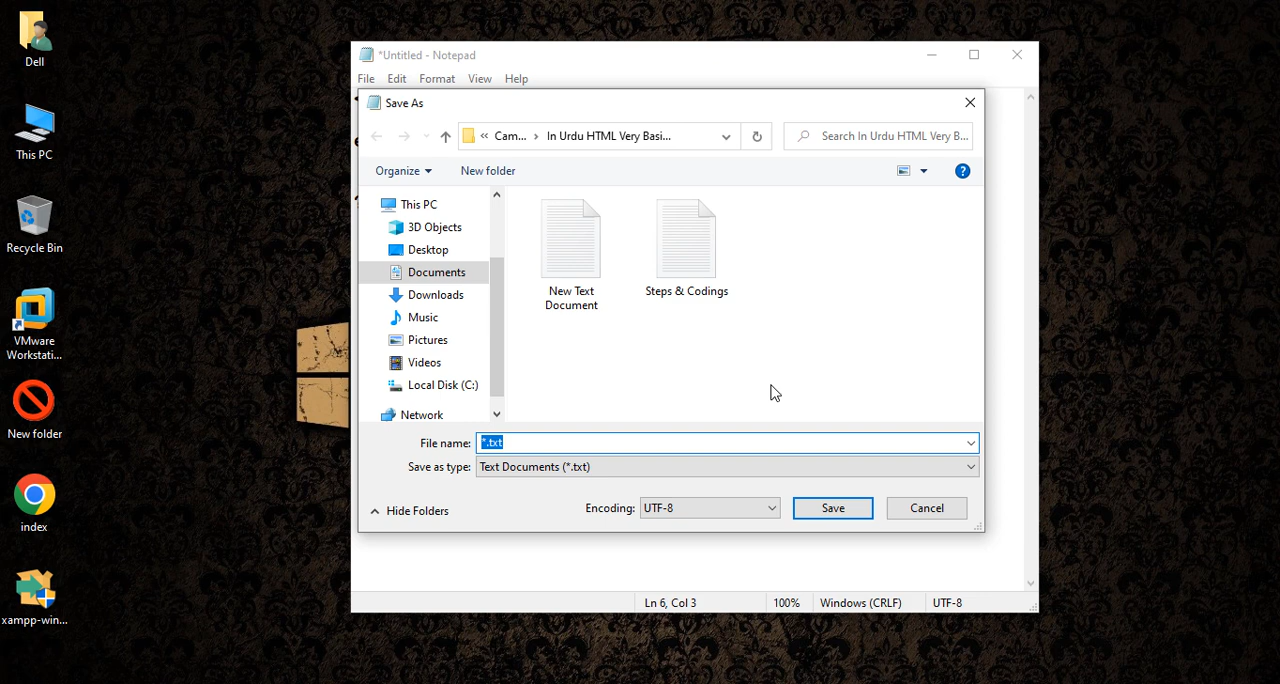 Dell
This PC
Recycle Bin
VMware
Workstati...
New folder
index
xampp-win...
*Untitled - Notepad
File Edit Format View Help
Save As
« Cam... › In Urdu HTML Very Basi...
Search In Urdu HTML Very B...
Organize New folder
?
This PC
3D Objects
Desktop
Documents
Downloads
Music
Pictures
Videos
Local Disk (C:)
Network
New Text
Document
Steps & Codings
File name: *.txt
Save as type: Text Documents (*.txt)
Hide Folders
Encoding: UTF-8
Save
Cancel
Ln 6, Col 3 100% Windows (CRLF) UTF-8